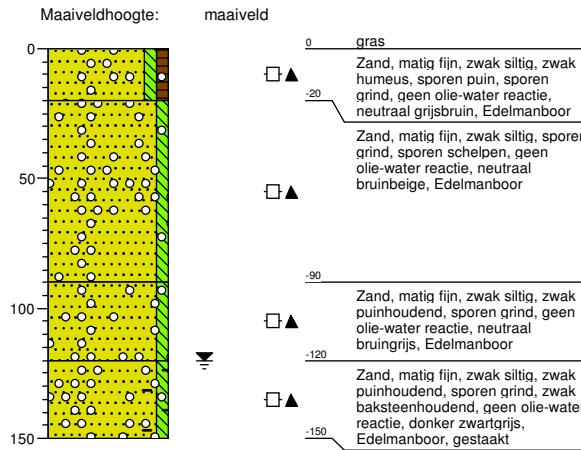 Maaiveldhoogte: maaiveld
0
0 gras
Zand, matig fijn, zwak siltig, zwak
humeus, sporen puin, sporen
grind, geen olie-water reactie,
neutraal grijsbruin, Edelmanboor
-20
Zand, matig fijn, zwak siltig, sporen
grind, sporen schelpen, geen
olie-water reactie, neutraal
bruinbeige, Edelmanboor
50
-90
Zand, matig fijn, zwak siltig, zwak
puinhoudend, sporen grind, geen
olie-water reactie, neutraal
bruingrijs, Edelmanboor
100
-120
Zand, matig fijn, zwak siltig, zwak
puinhoudend, sporen grind, zwak
baksteenhoudend, geen olie-water
reactie, donker zwartgrijs,
Edelmanboor, gestaakt
150
-150